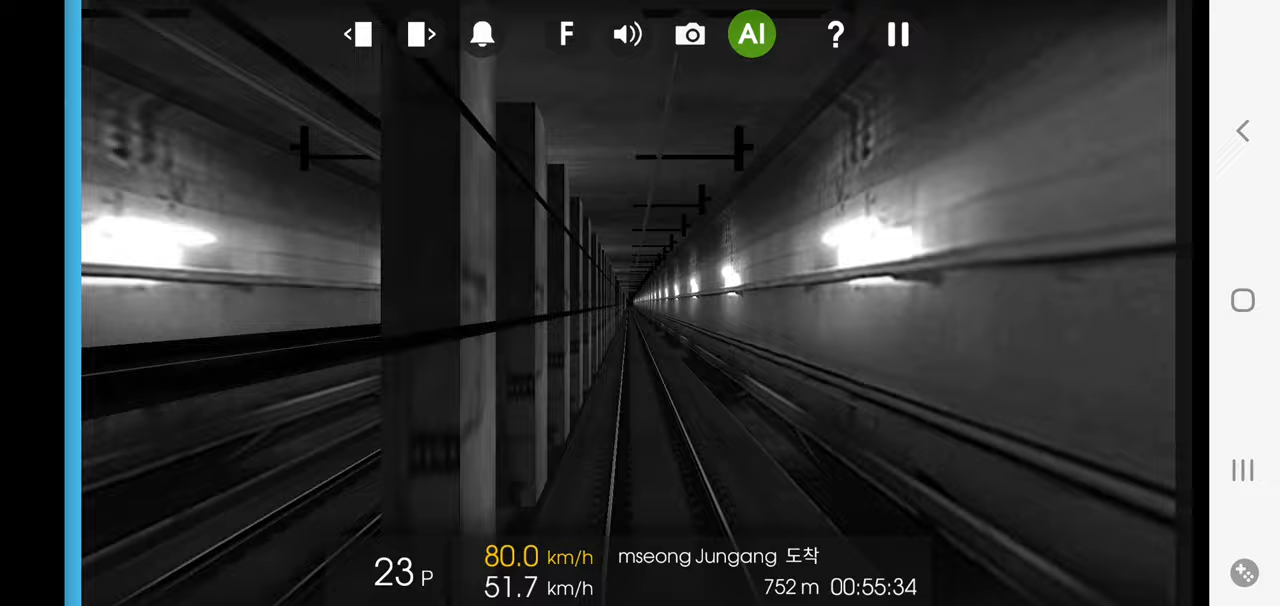 F
AI
?
23 P
80.0 km/h
51.7 km/h
mseong Jungang 도착
752 m 00:55:34